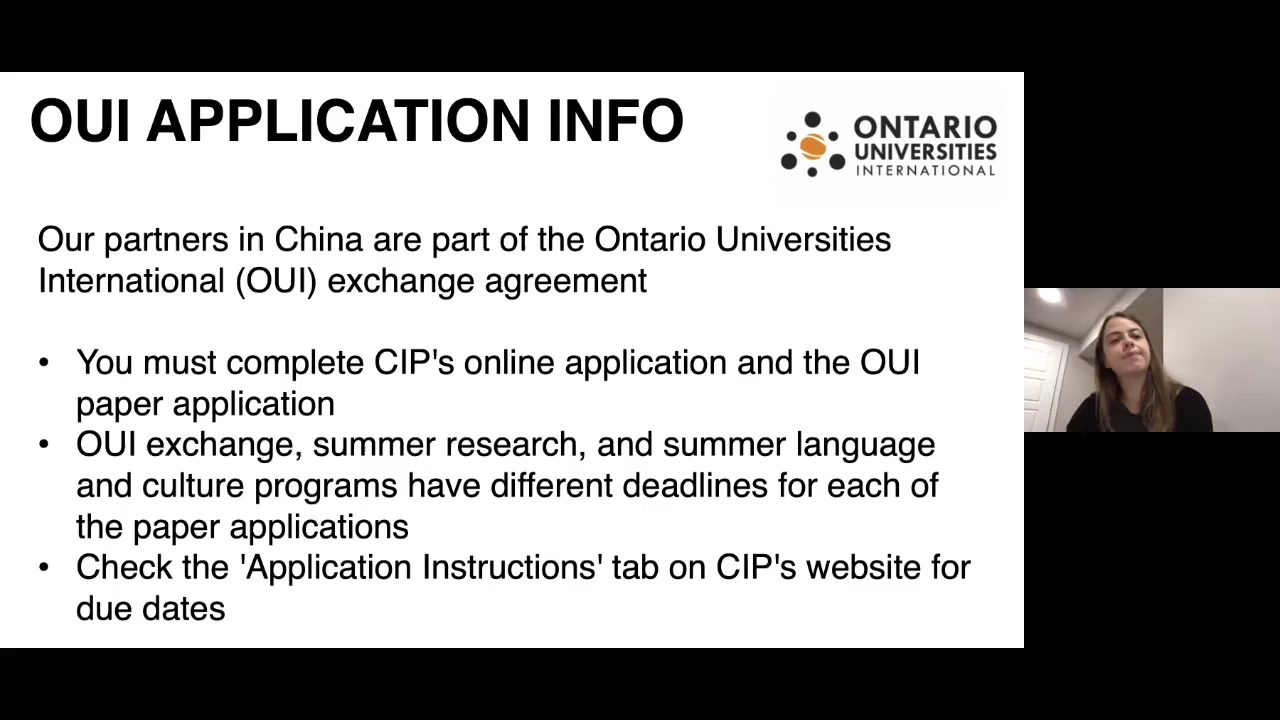 OUI APPLICATION INFO
ONTARIO
UNIVERSITIES
INTERNATIONAL
Our partners in China are part of the Ontario Universities
International (OUI) exchange agreement
• You must complete CIP's online application and the OUI
paper application
• OUI exchange, summer research, and summer language
and culture programs have different deadlines for each of
the paper applications
• Check the 'Application Instructions' tab on CIP's website for
due dates